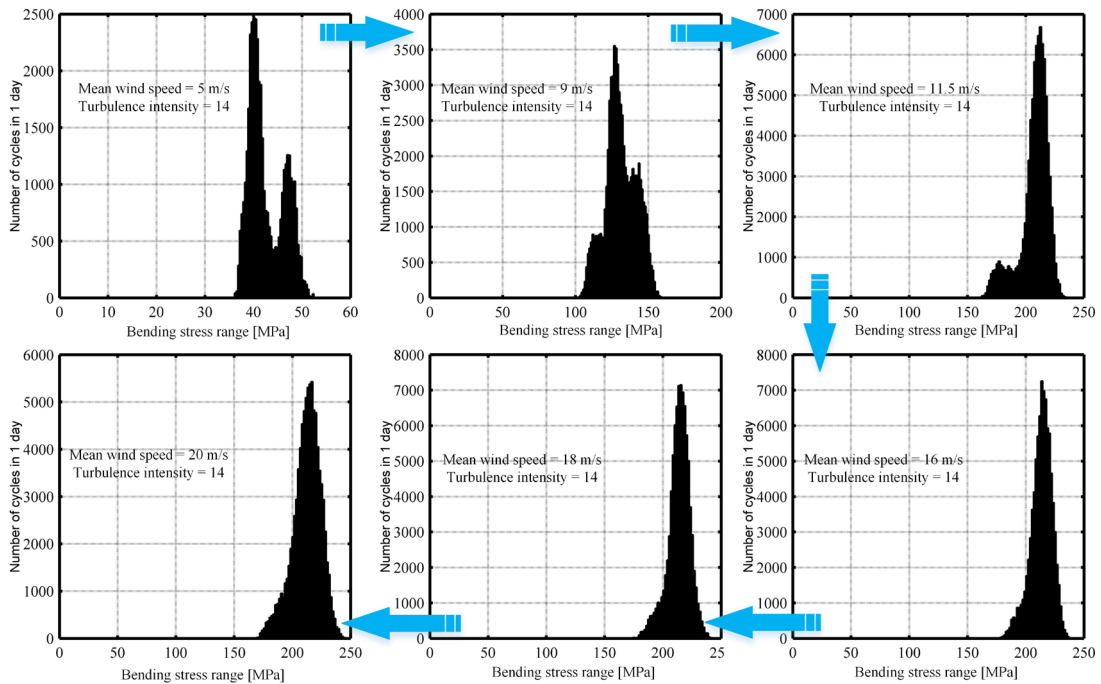 2500
2000
1500
1000
500
0
Number of cycles in 1 day
Mean wind speed = 5 m/s
Turbulence intensity = 14
0 10 20 30 40 50 60
Bending stress range [MPa]
4000
3500
3000
2500
2000
1500
1000
500
0
Number of cycles in 1 day
Mean wind speed = 9 m/s
Turbulence intensity = 14
0 50 100 150 200
Bending stress range [MPa]
7000
6000
5000
4000
3000
2000
1000
0
Number of cycles in 1 day
Mean wind speed = 11.5 m/s
Turbulence intensity = 14
0 50 100 150 200 250
Bending stress range [MPa]
6000
5000
4000
3000
2000
1000
0
Number of cycles in 1 day
Mean wind speed = 20 m/s
Turbulence intensity = 14
0 50 100 150 200 250
Bending stress range [MPa]
8000
7000
6000
5000
4000
3000
2000
1000
0
Number of cycles in 1 day
Mean wind speed = 18 m/s
Turbulence intensity = 14
0 50 100 150 200 25
Bending stress range [MPa]
8000
7000
6000
5000
4000
3000
2000
1000
0
Number of cycles in 1 day
Mean wind speed = 16 m/s
Turbulence intensity = 14
0 50 100 150 200 250
Bending stress range [MPa]